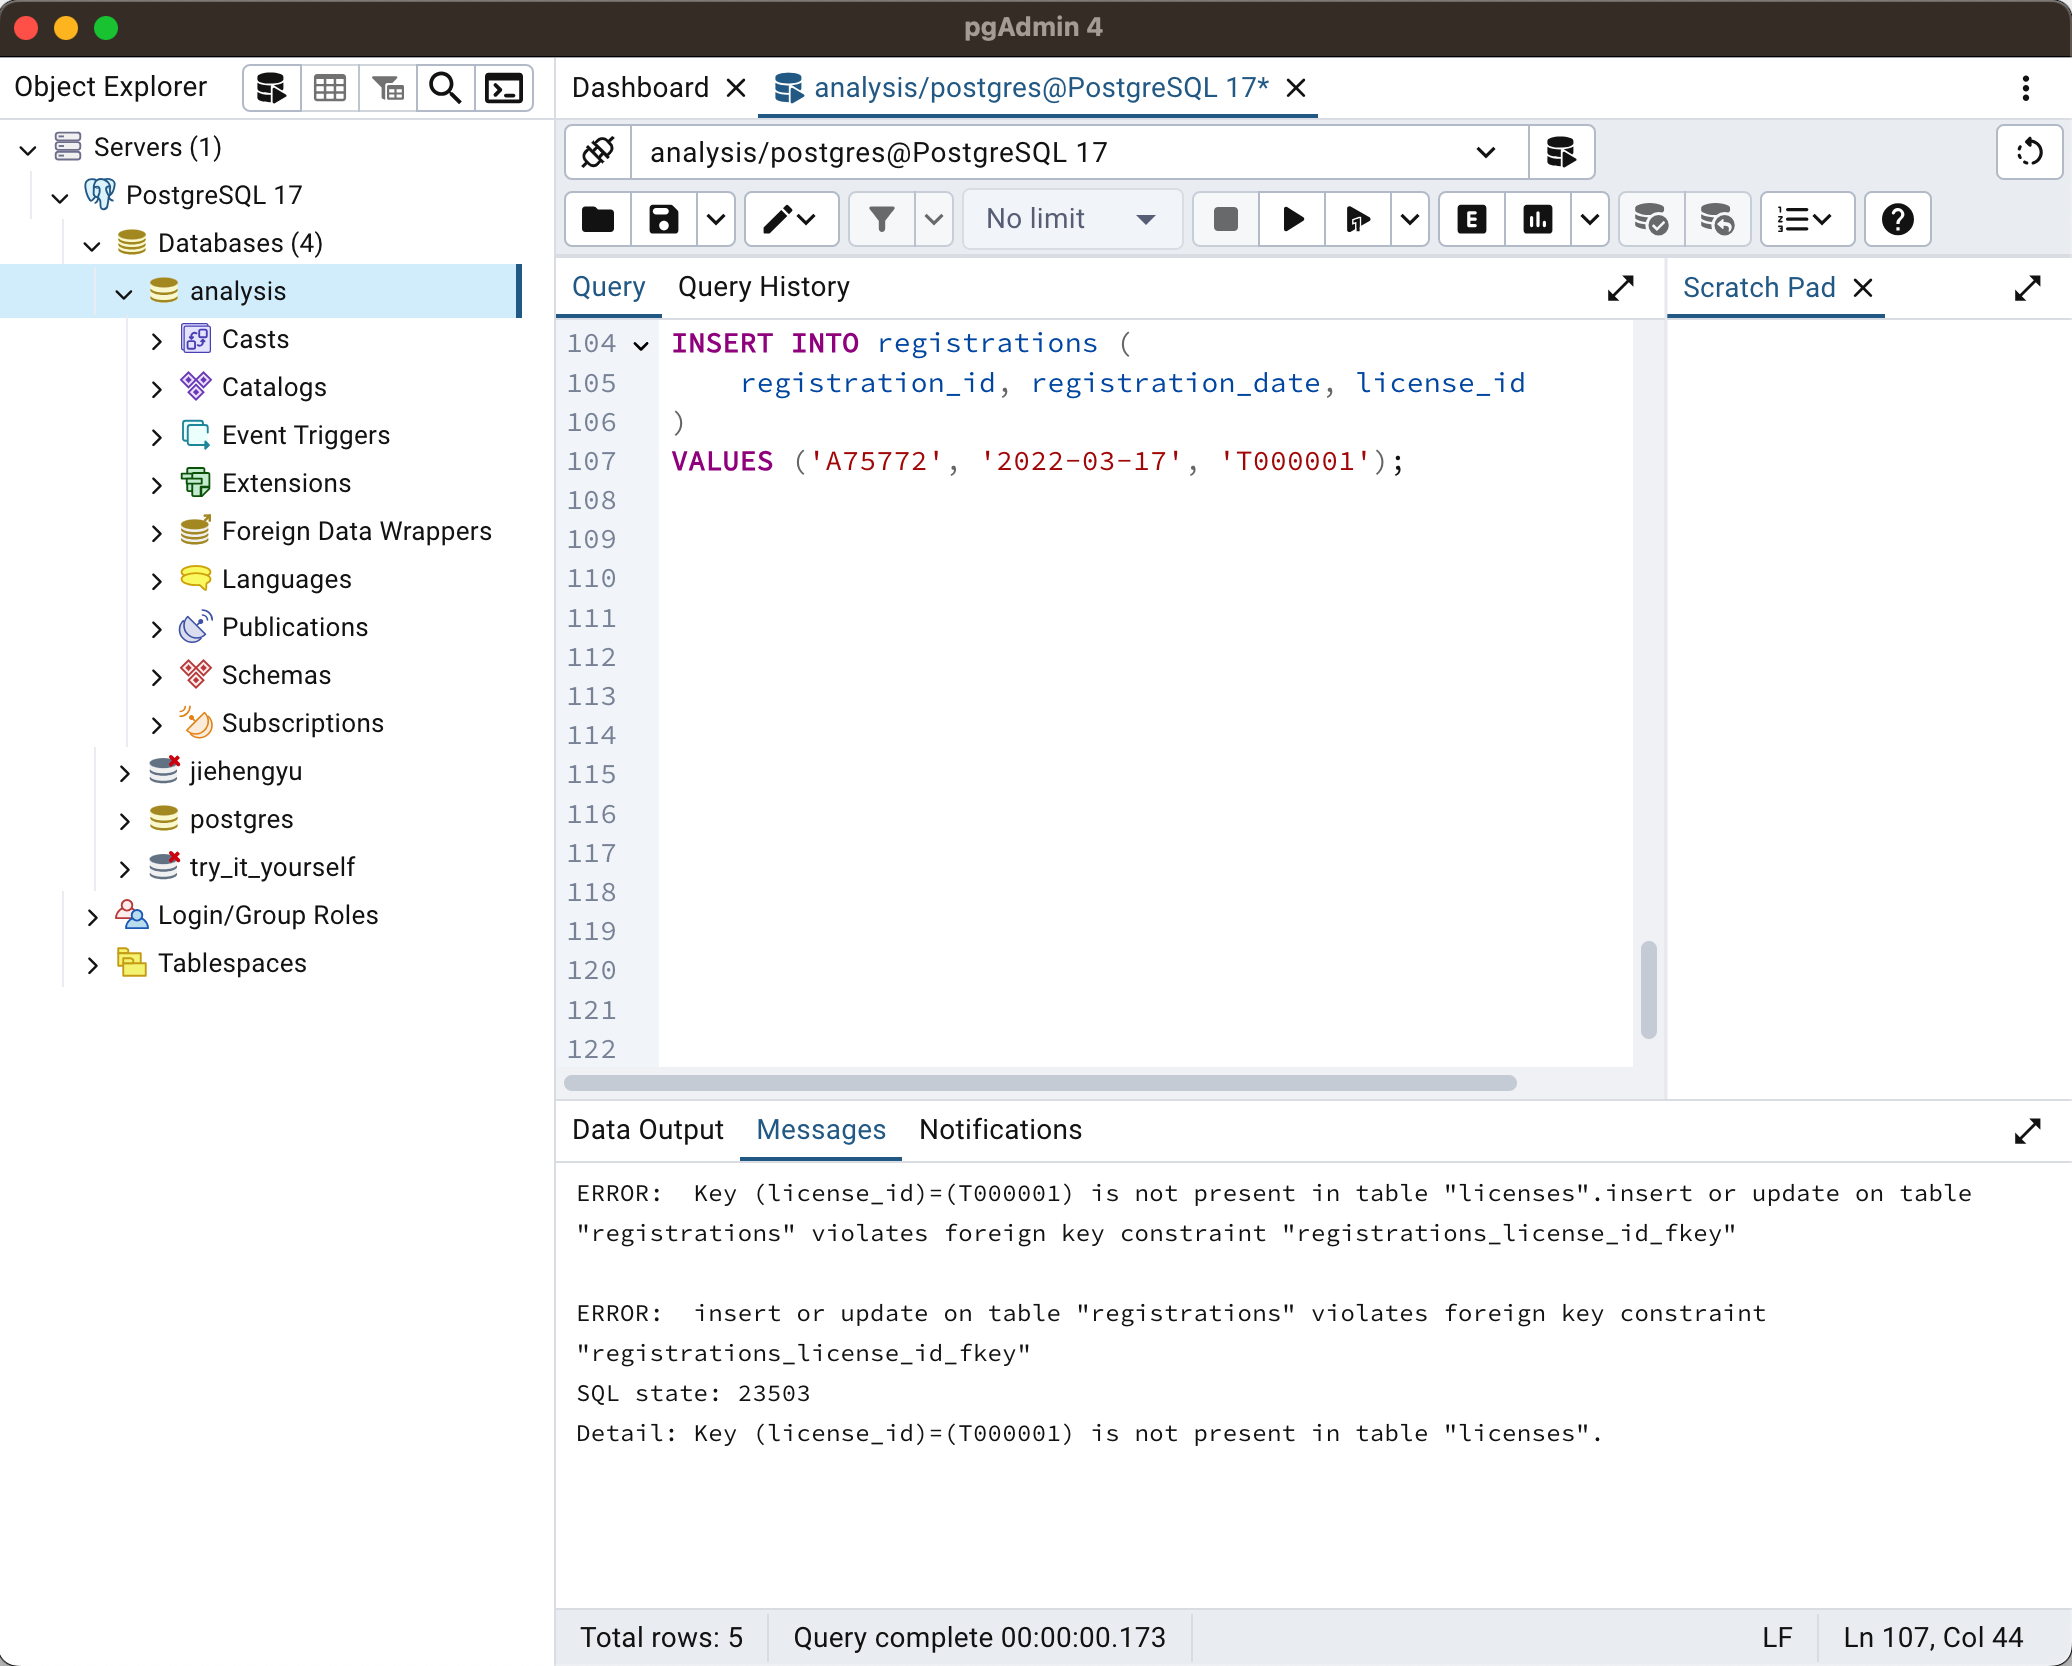 pgAdmin 4
Object Explorer
Dashboard
analysis/postgres@PostgreSQL 17*
Servers (1)
PostgreSQL 17
Databases (4)
analysis
Casts
Catalogs
Event Triggers
Extensions
Foreign Data Wrappers
Languages
Publications
Schemas
Subscriptions
jiehengyu
postgres
try_it_yourself
Login/Group Roles
Tablespaces
analysis/postgres@PostgreSQL 17
No limit
E
Query
Query History
Scratch Pad
104 INSERT INTO registrations (
105     registration_id, registration_date, license_id
106 )
107 VALUES ('A75772', '2022-03-17', 'T000001');
108
109
110
111
112
113
114
115
116
117
118
119
120
121
122
Data Output
Messages
Notifications
ERROR:  Key (license_id)=(T000001) is not present in table "licenses".insert or update on table
"registrations" violates foreign key constraint "registrations_license_id_fkey"
ERROR:  insert or update on table "registrations" violates foreign key constraint
"registrations_license_id_fkey"
SQL state: 23503
Detail: Key (license_id)=(T000001) is not present in table "licenses".
Total rows: 5
Query complete 00:00:00.173
LF
Ln 107, Col 44